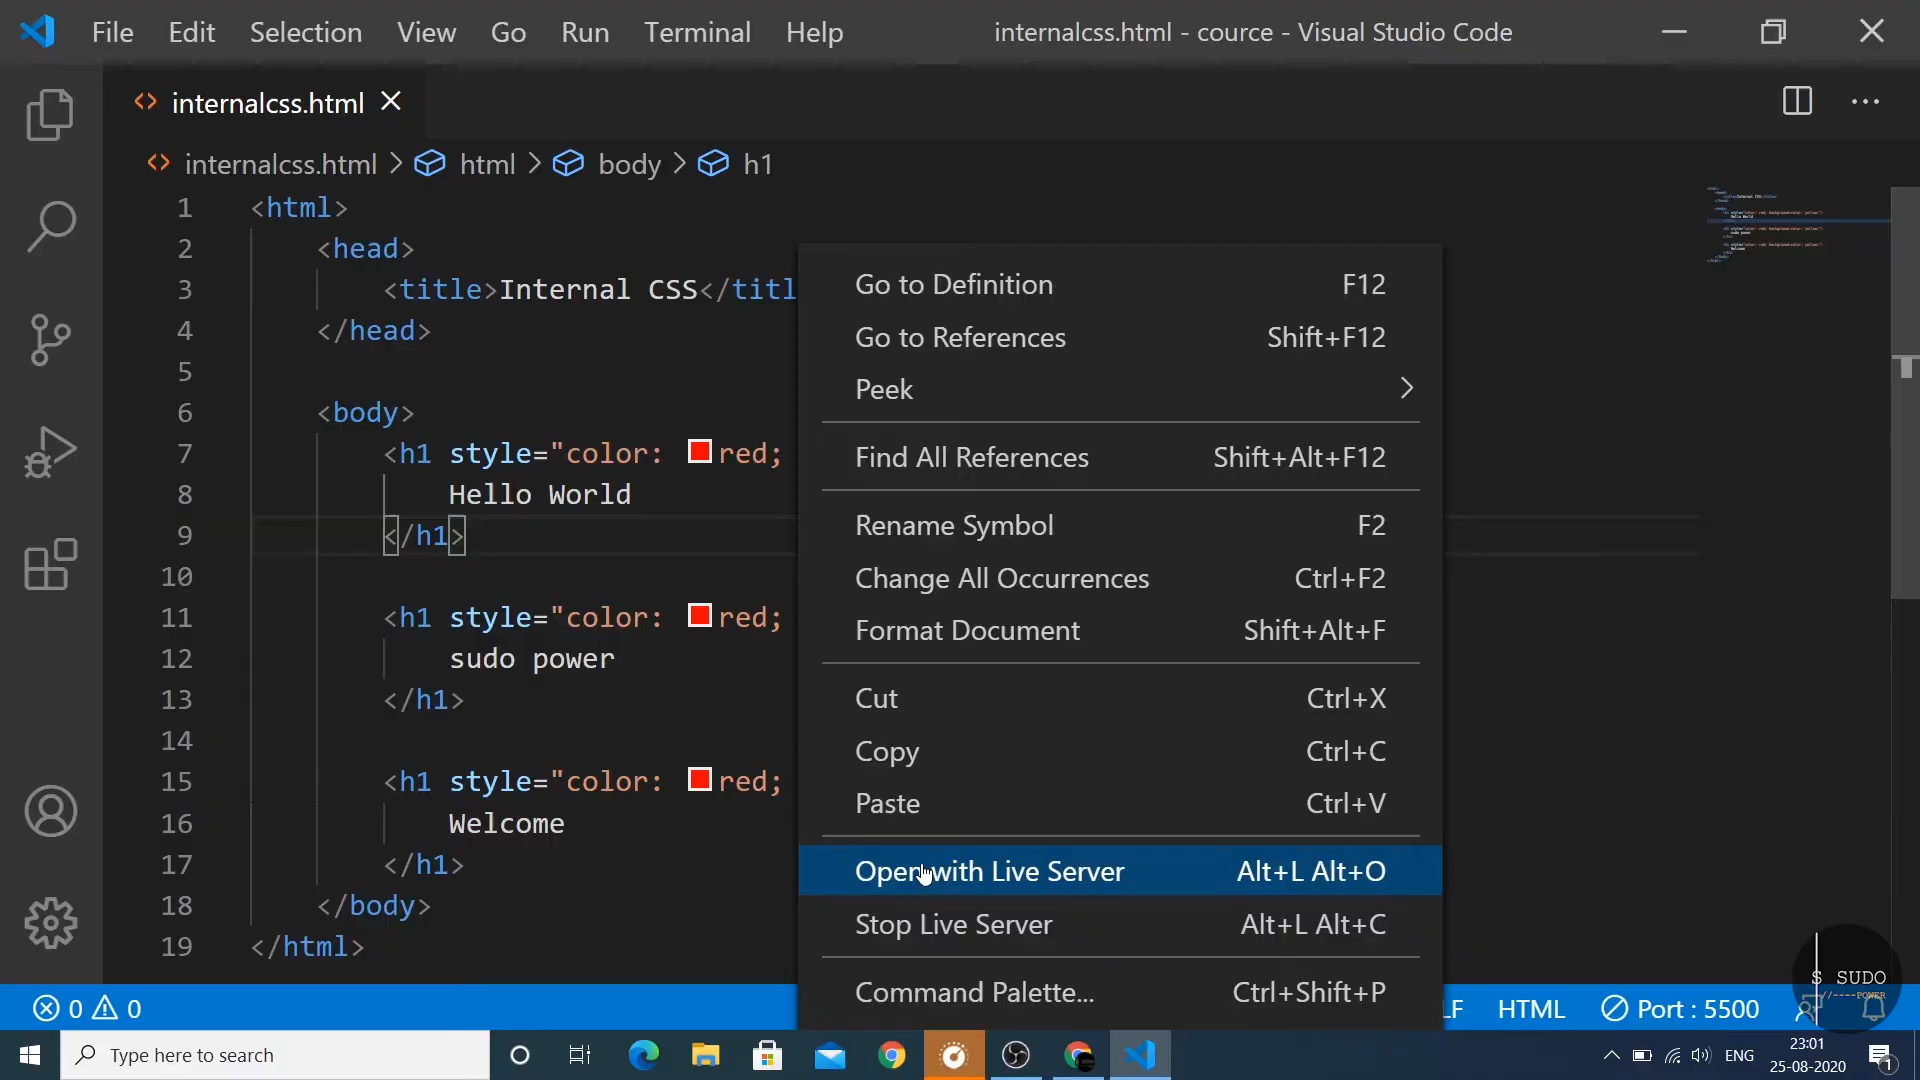 File Edit Selection View Go Run Terminal Help internalcss.html - cource - Visual Studio Code
internalcss.html
internalcss.html > html > body > h1
1 <html>
2 <head>
3 <title>Internal CSS</titl
4 </head>
5
6 <body>
7 <h1 style="color: red;
8 Hello World
9 </h1>
10
11 <h1 style="color: red;
12 sudo power
13 </h1>
14
15 <h1 style="color: red;
16 Welcome
17 </h1>
18 </body>
19 </html>
Go to Definition F12
Go to References Shift+F12
Peek
Find All References Shift+Alt+F12
Rename Symbol F2
Change All Occurrences Ctrl+F2
Format Document Shift+Alt+F
Cut Ctrl+X
Copy Ctrl+C
Paste Ctrl+V
Open with Live Server Alt+L Alt+O
Stop Live Server Alt+L Alt+C
Command Palette... Ctrl+Shift+P
S SUDO
//----POWER
0 0 LF HTML Port : 5500
Type here to search
ENG
23:01
25-08-2020
1